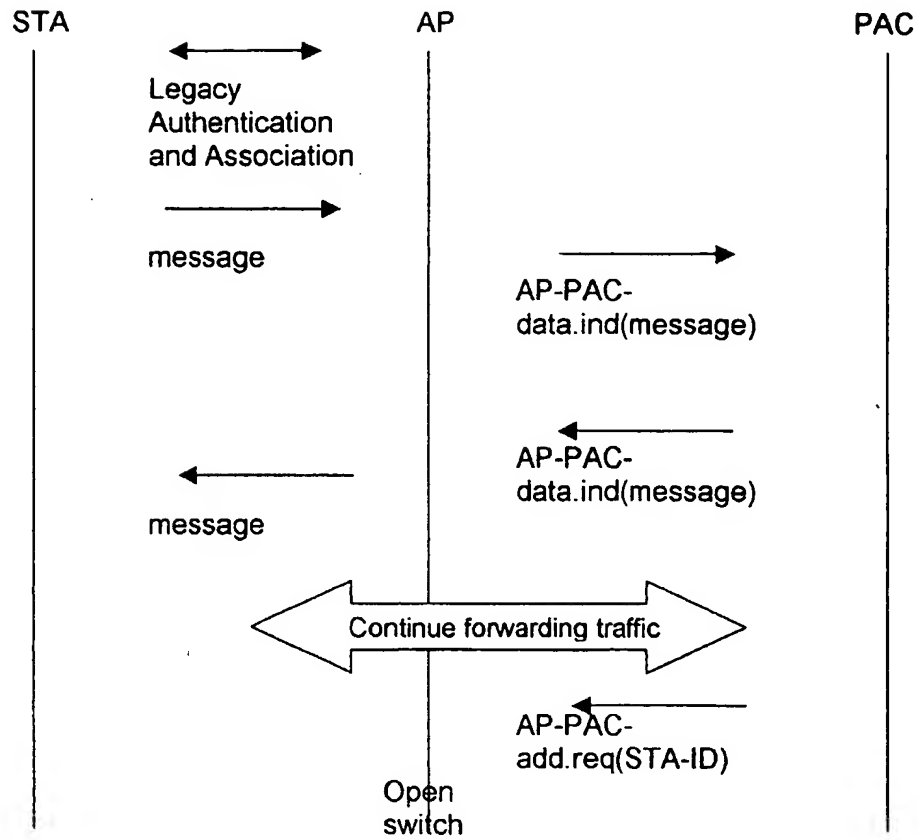 STA
AP
PAC
Legacy
Authentication
and Association
message
AP-PAC-
data.ind(message)
AP-PAC-
data.ind(message)
message
Continue forwarding traffic
AP-PAC-
add.req(STA-ID)
Open
switch